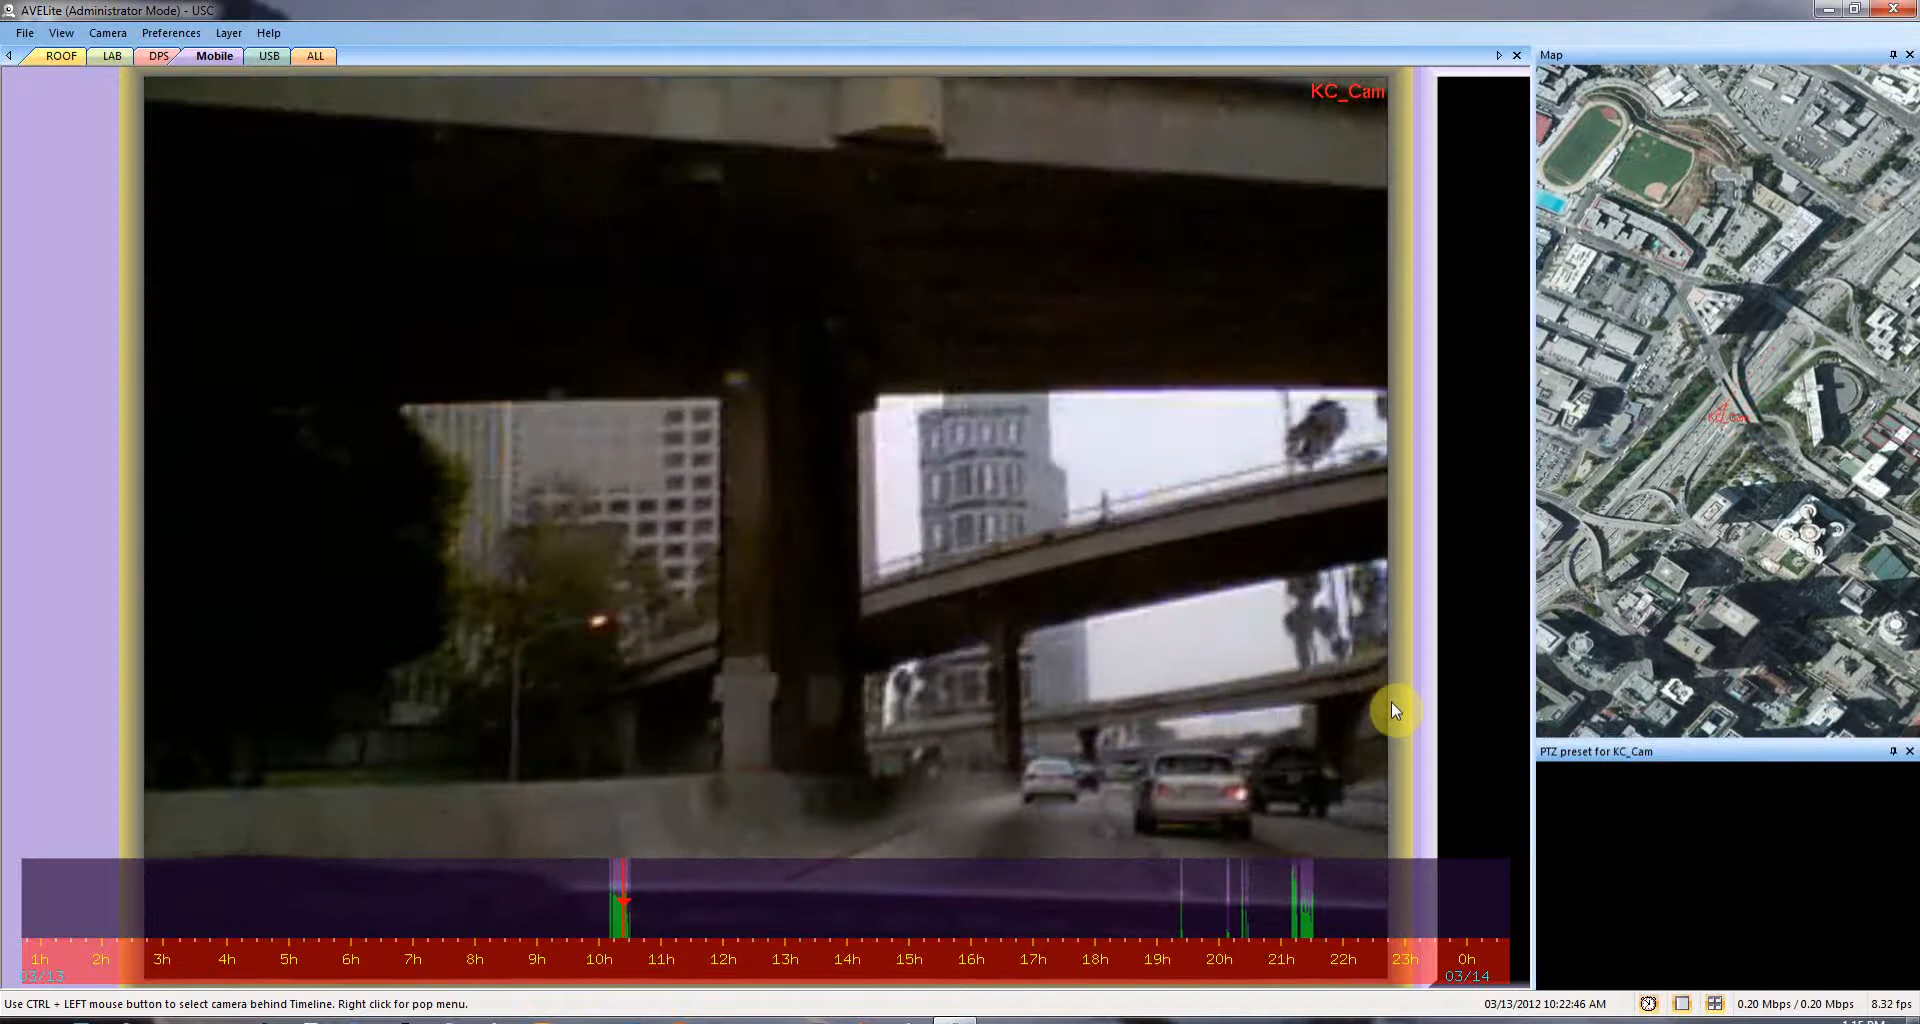 AVELite (Administrator Mode) - USC
File View Camera Preferences Layer Help
ROOF LAB DPS Mobile USB ALL
Map
KC_Cam
KC_Cam
PTZ preset for KC_Cam
1h 2h 3h 4h 5h 6h 7h 8h 9h 10h 11h 12h 13h 14h 15h 16h 17h 18h 19h 20h 21h 22h 23h 0h
03/13 03/14
Use CTRL + LEFT mouse button to select camera behind Timeline. Right click for pop menu.
03/13/2012 10:22:46 AM 0.20 Mbps / 0.20 Mbps 8.32 fps